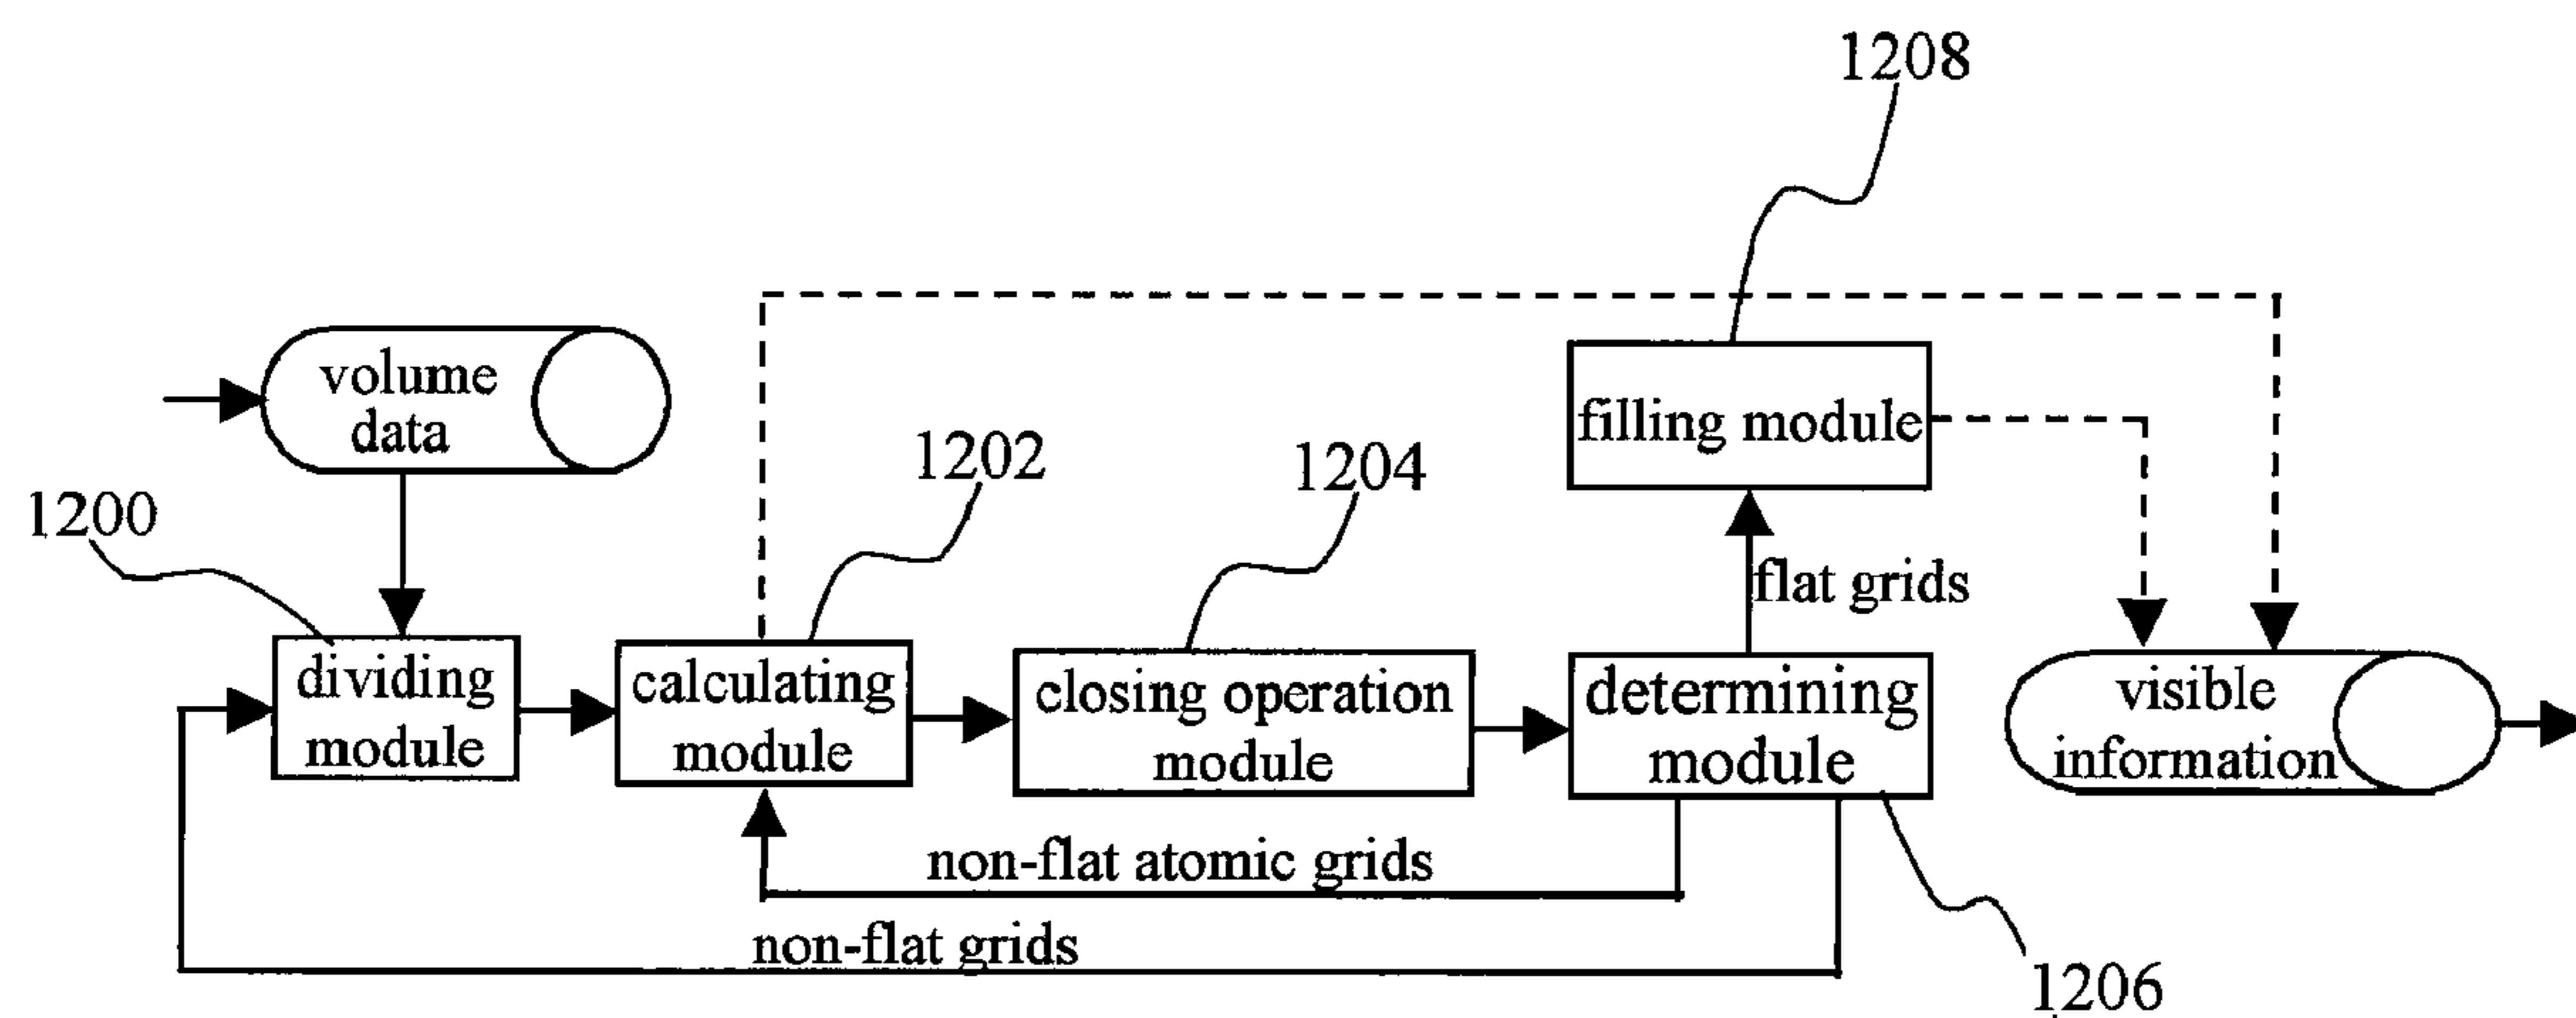 1208
volume
data
1202
1204
filling module
1200
flat grids
dividing
module
calculating
module
closing operation
module
determining
module
visible
information
non-flat atomic grids
non-flat grids
1206